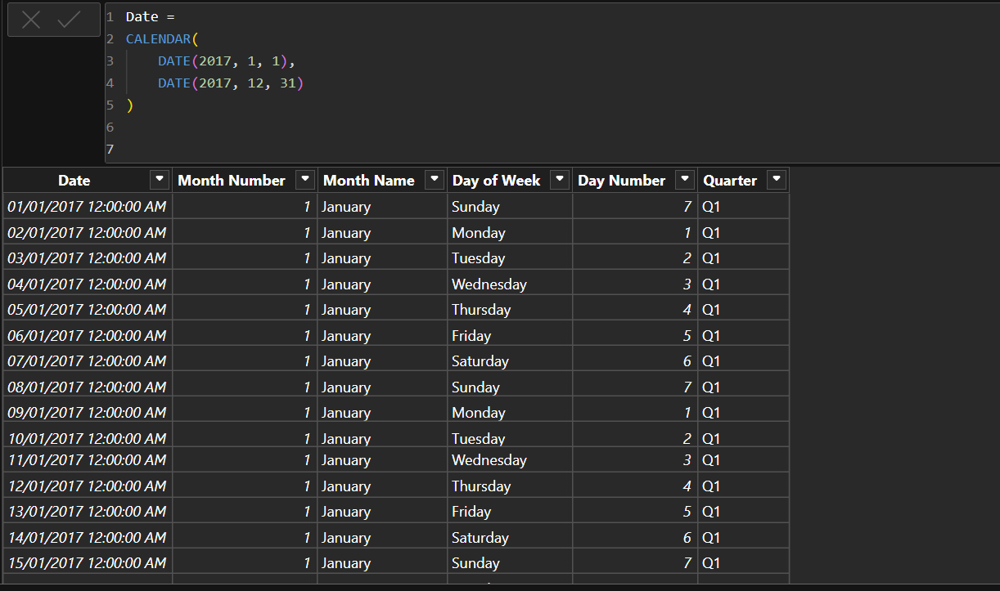 1 Date =
2 CALENDAR(
3 DATE(2017, 1, 1),
4 DATE(2017, 12, 31)
5 )
6
7
Date Month Number Month Name Day of Week Day Number Quarter
01/01/2017 12:00:00 AM 1 January Sunday 7 Q1
02/01/2017 12:00:00 AM 1 January Monday 1 Q1
03/01/2017 12:00:00 AM 1 January Tuesday 2 Q1
04/01/2017 12:00:00 AM 1 January Wednesday 3 Q1
05/01/2017 12:00:00 AM 1 January Thursday 4 Q1
06/01/2017 12:00:00 AM 1 January Friday 5 Q1
07/01/2017 12:00:00 AM 1 January Saturday 6 Q1
08/01/2017 12:00:00 AM 1 January Sunday 7 Q1
09/01/2017 12:00:00 AM 1 January Monday 1 Q1
10/01/2017 12:00:00 AM 1 January Tuesday 2 Q1
11/01/2017 12:00:00 AM 1 January Wednesday 3 Q1
12/01/2017 12:00:00 AM 1 January Thursday 4 Q1
13/01/2017 12:00:00 AM 1 January Friday 5 Q1
14/01/2017 12:00:00 AM 1 January Saturday 6 Q1
15/01/2017 12:00:00 AM 1 January Sunday 7 Q1